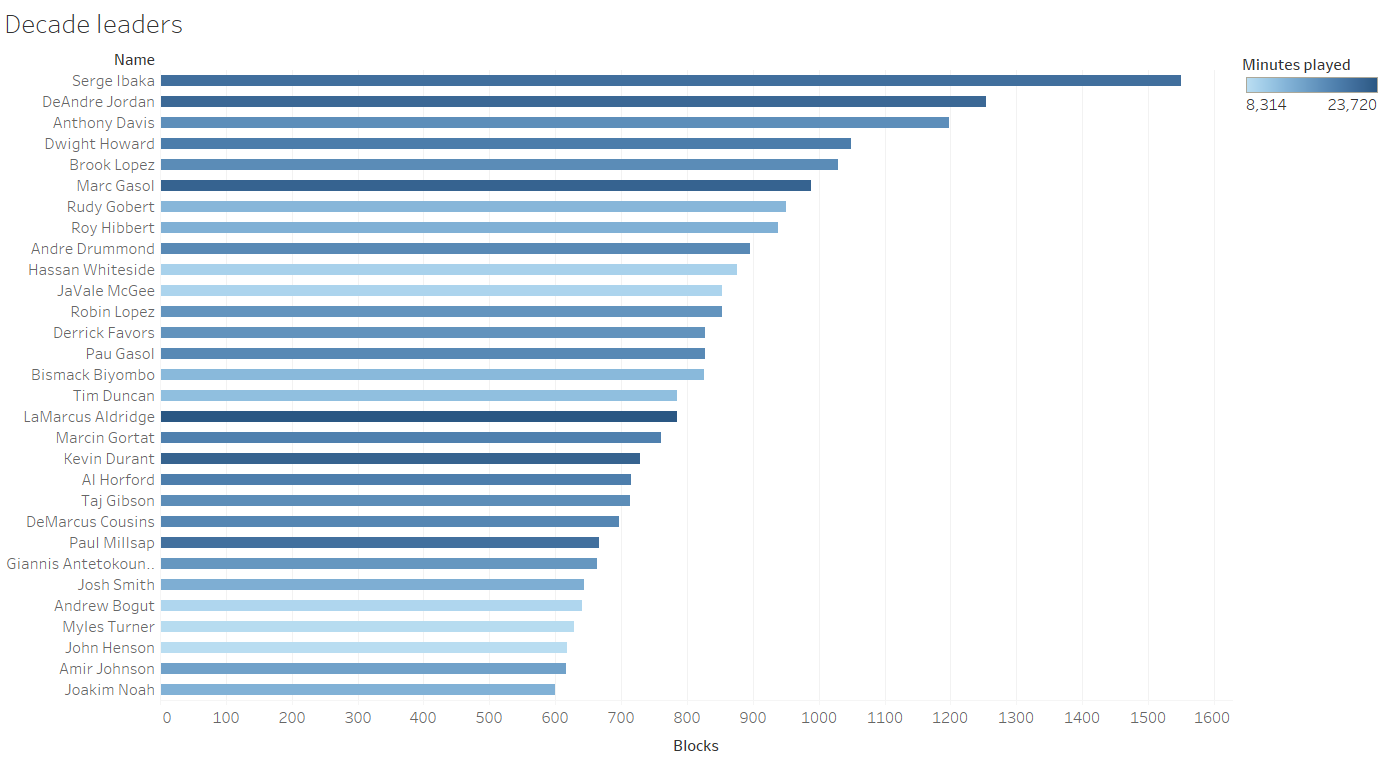 Decade leaders
Name
Minutes played
8,314 23,720
Serge Ibaka
DeAndre Jordan
Anthony Davis
Dwight Howard
Brook Lopez
Marc Gasol
Rudy Gobert
Roy Hibbert
Andre Drummond
Hassan Whiteside
JaVale McGee
Robin Lopez
Derrick Favors
Pau Gasol
Bismack Biyombo
Tim Duncan
LaMarcus Aldridge
Marcin Gortat
Kevin Durant
Al Horford
Taj Gibson
DeMarcus Cousins
Paul Millsap
Giannis Antetokoun..
Josh Smith
Andrew Bogut
Myles Turner
John Henson
Amir Johnson
Joakim Noah
0 100 200 300 400 500 600 700 800 900 1000 1100 1200 1300 1400 1500 1600
Blocks